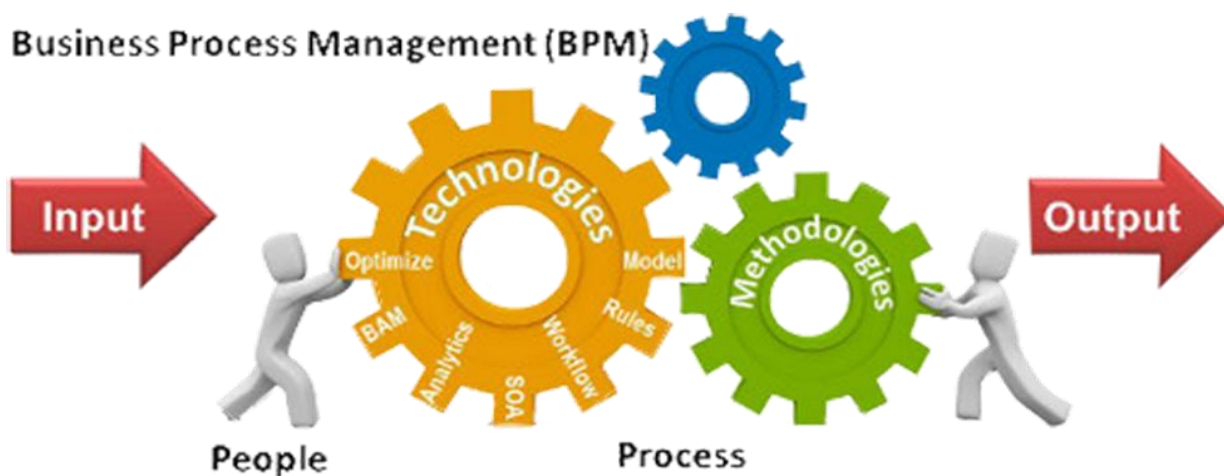 Business Process Management (BPM)
Input
Technologies
Optimize
BAM
Analytics
SOA
Workflow
Rules
Model
Methodologies
Output
People
Process